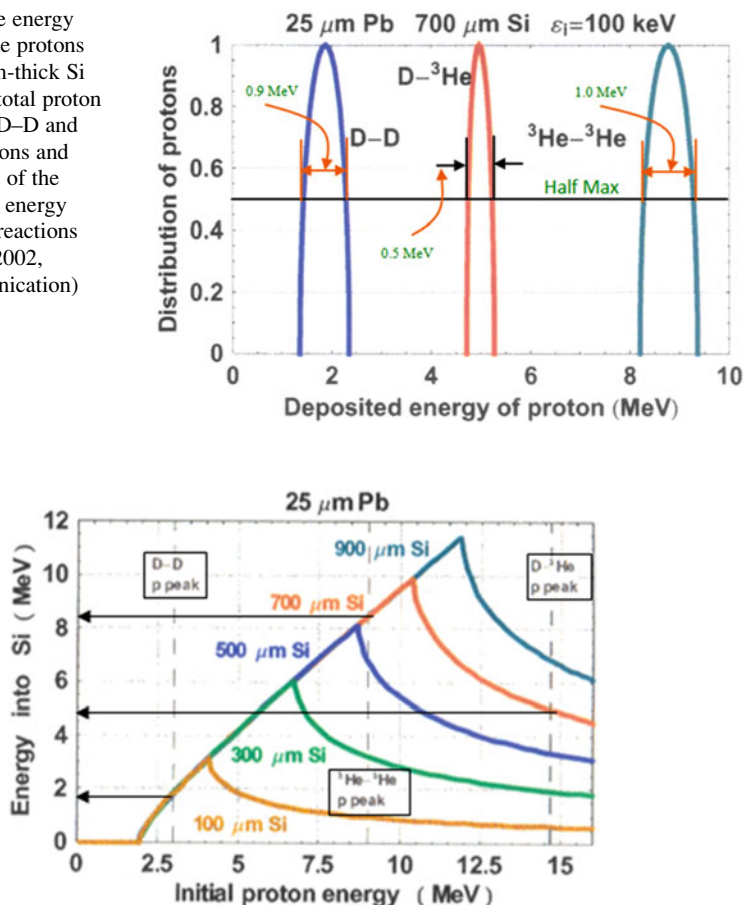 e energy
e protons
n-thick Si
total proton
D–D and
ons and
of the
energy
reactions
2002,
nication)
25 μm Pb 700 μm Si εi=100 keV
Distribution of protons
1
0.8
0.6
0.4
0.2
0
0.9 MeV
D–D
D–³He
0.5 MeV
³He–³He
1.0 MeV
Half Max
0 2 4 6 8 10
Deposited energy of proton (MeV)
25 μm Pb
Energy into Si (MeV)
12
10
8
6
4
2
0
D–D
p peak
900 μm Si
D-³He
p peak
700 μm Si
500 μm Si
300 μm Si
³He–³He
p peak
100 μm Si
0 2.5 5 7.5 10 12.5 15
Initial proton energy (MeV)